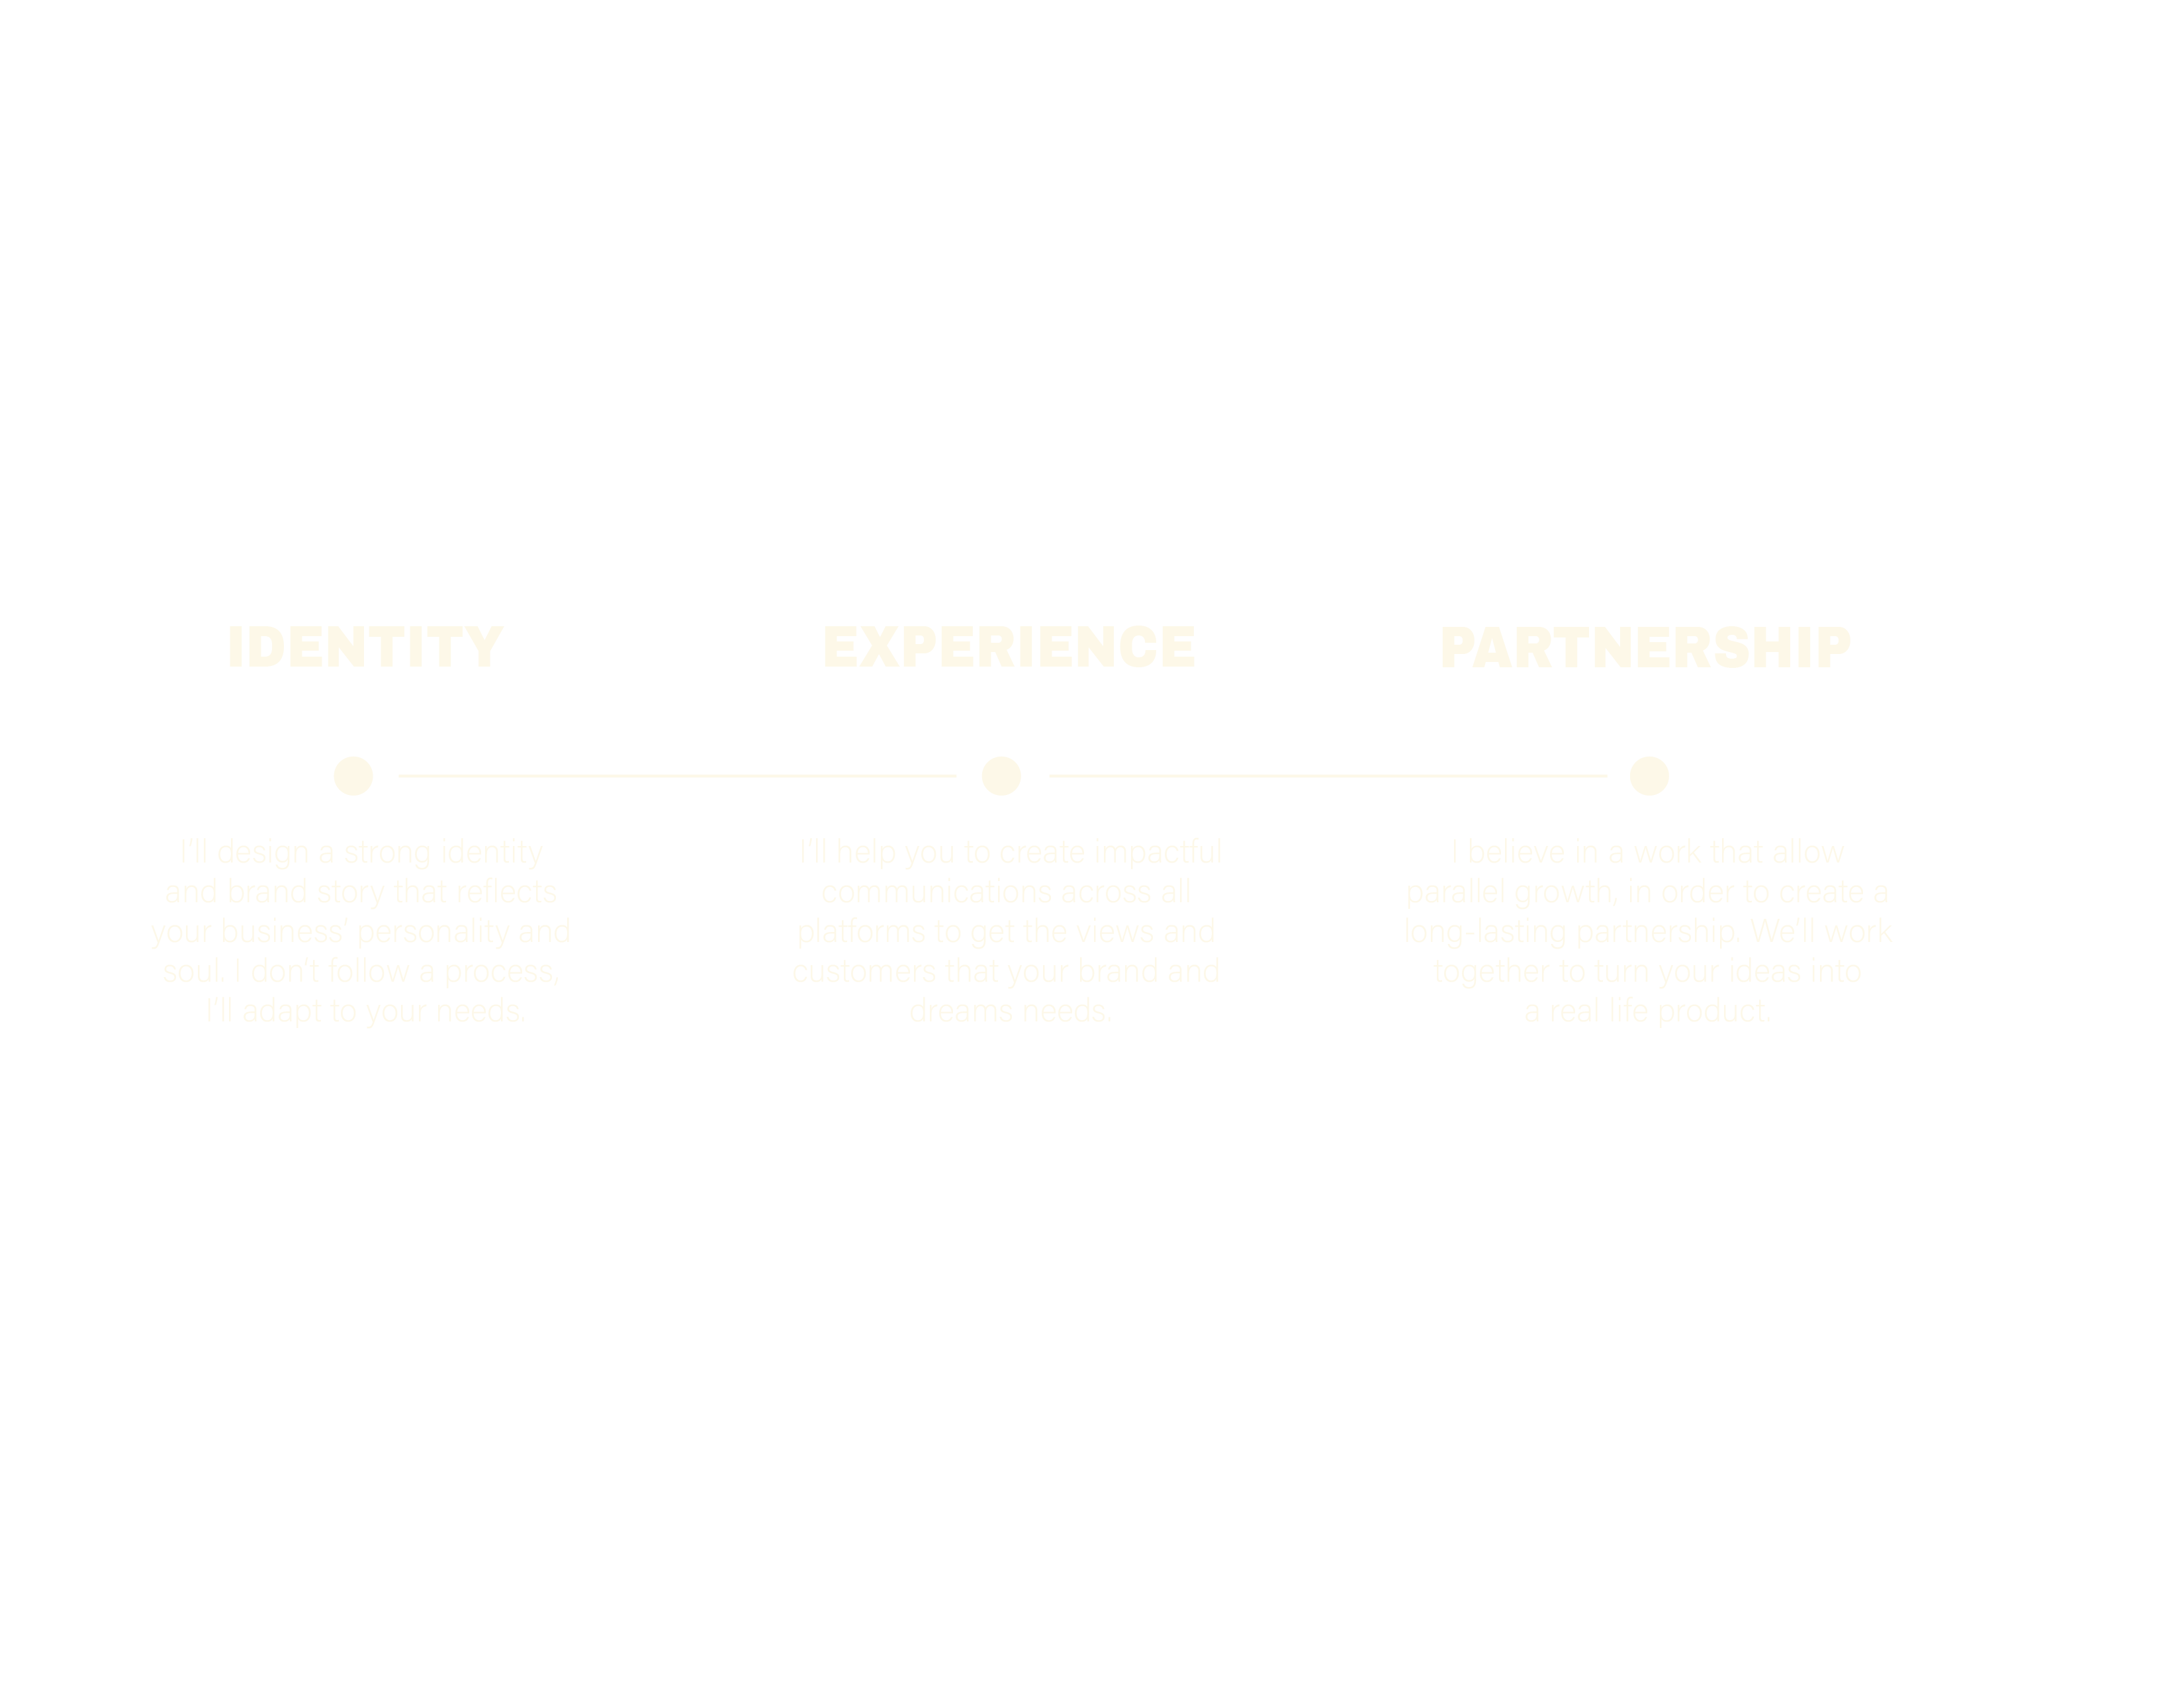 IDENTITY
EXPERIENCE
PARTNERSHIP
I'll design a strong identity
and brand story that reflects
your business' personality and
soul. I don't follow a process,
I'll adapt to your needs.
I'll help you to create impactful
communications across all
platforms to get the views and
customers that your brand and
dreams needs.
I believe in a work that allow
parallel growth, in order to create a
long-lasting partnership. We'll work
together to turn your ideas into
a real life product.